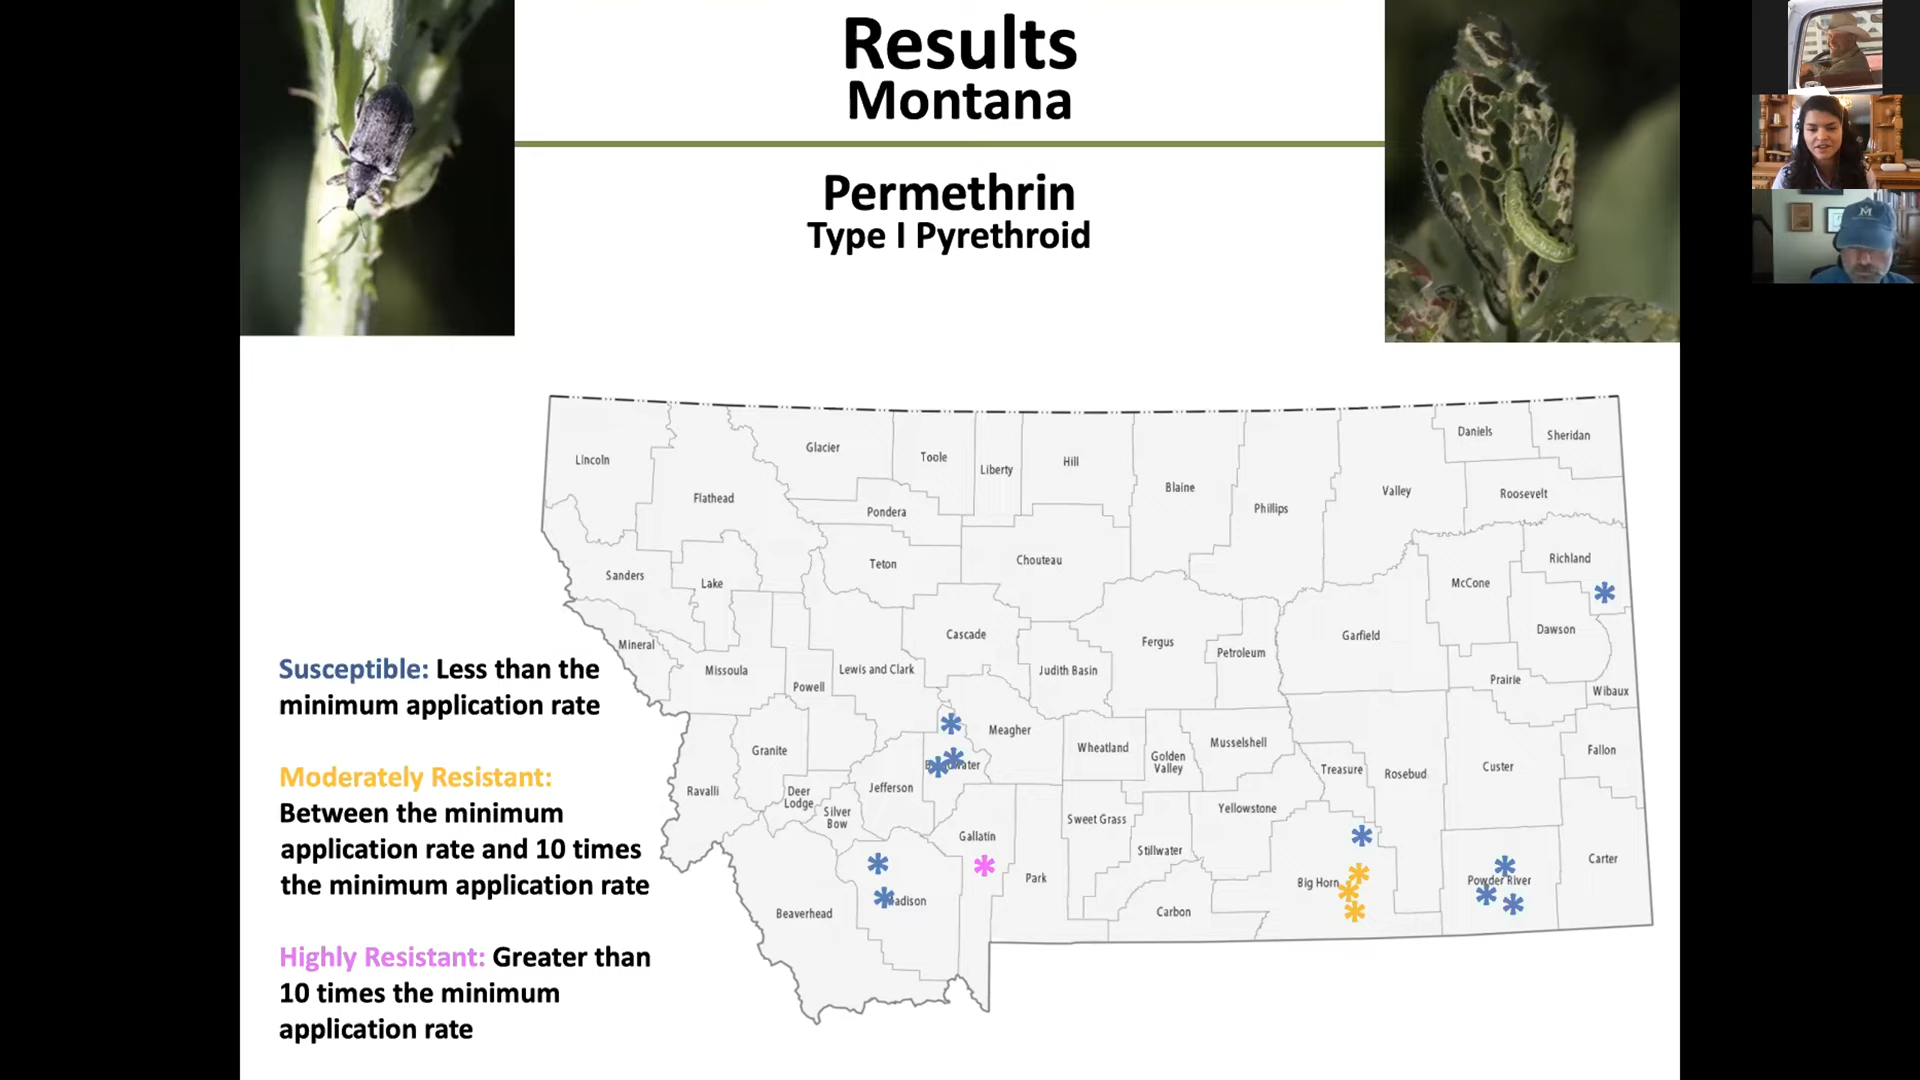 Results
Montana
Permethrin
Type I Pyrethroid
Susceptible: Less than the
minimum application rate
Moderately Resistant:
Between the minimum
application rate and 10 times
the minimum application rate
Highly Resistant: Greater than
10 times the minimum
application rate
Lincoln
Flathead
Glacier
Toole
Liberty
Hill
Blaine
Phillips
Valley
Daniels
Sheridan
Roosevelt
Pondera
Teton
Chouteau
Sanders
Lake
McCone
Richland
Mineral
Missoula
Powell
Lewis and Clark
Cascade
Judith Basin
Fergus
Petroleum
Garfield
Dawson
Prairie
Wibaux
Granite
Meagher
Wheatland
Golden
Valley
Musselshell
Treasure
Rosebud
Custer
Fallon
Ravalli
Deer
Lodge
Silver
Bow
Jefferson
Gallatin
Park
Sweet Grass
Stillwater
Yellowstone
Big Horn
Powder River
Carter
Beaverhead
Carbon
M